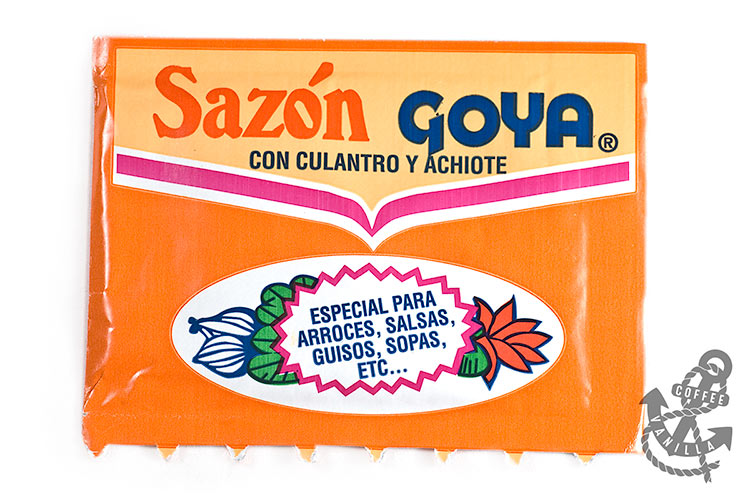 Sazón GOYA®
CON CULANTRO Y ACHIOTE
ESPECIAL PARA
ARROCES, SALSAS,
GUISOS, SOPAS,
ETC...
COFFEE
VANILLA